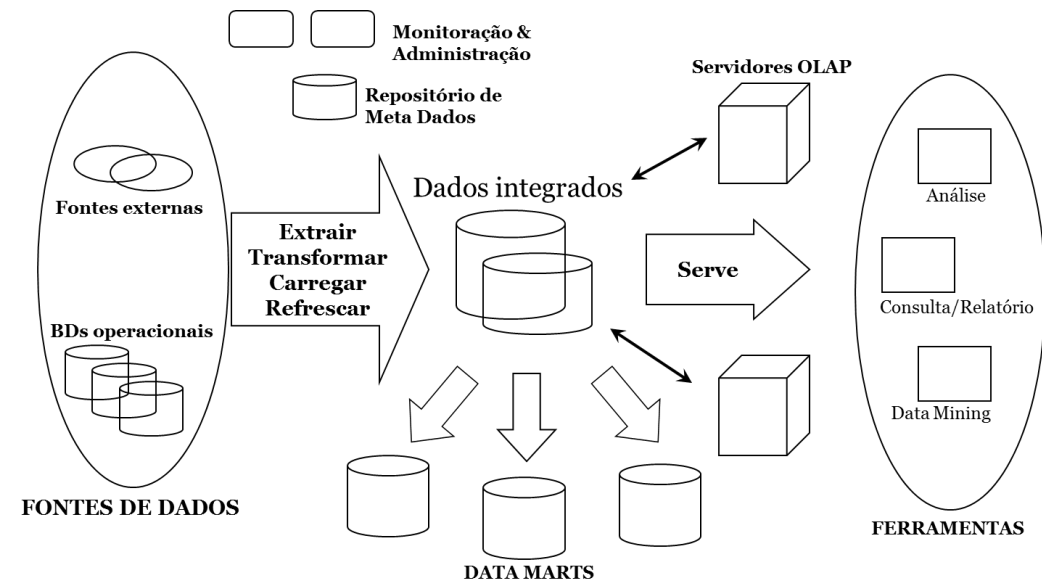 Monitoração &
Administração
Repositório de
Meta Dados
Servidores OLAP
Fontes externas
BDs operacionais
FONTES DE DADOS
Extrair
Transformar
Carregar
Refrescar
Dados integrados
Serve
DATA MARTS
Análise
Consulta/Relatório
Data Mining
FERRAMENTAS